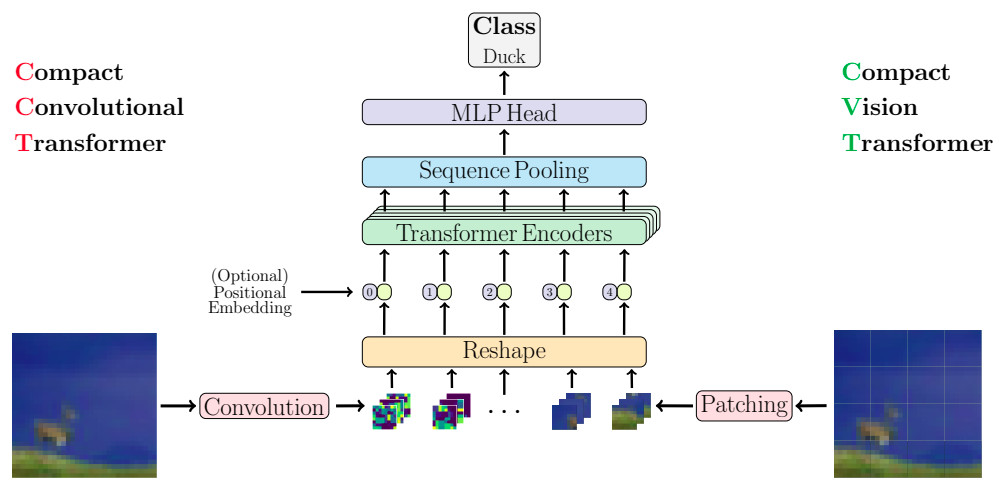 Class
Duck
Compact
Convolutional
Transformer
Compact
Vision
Transformer
MLP Head
Sequence Pooling
Transformer Encoders
(Optional)
Positional
Embedding
0 1 2 3 4
Reshape
Convolution
. . .
Patching